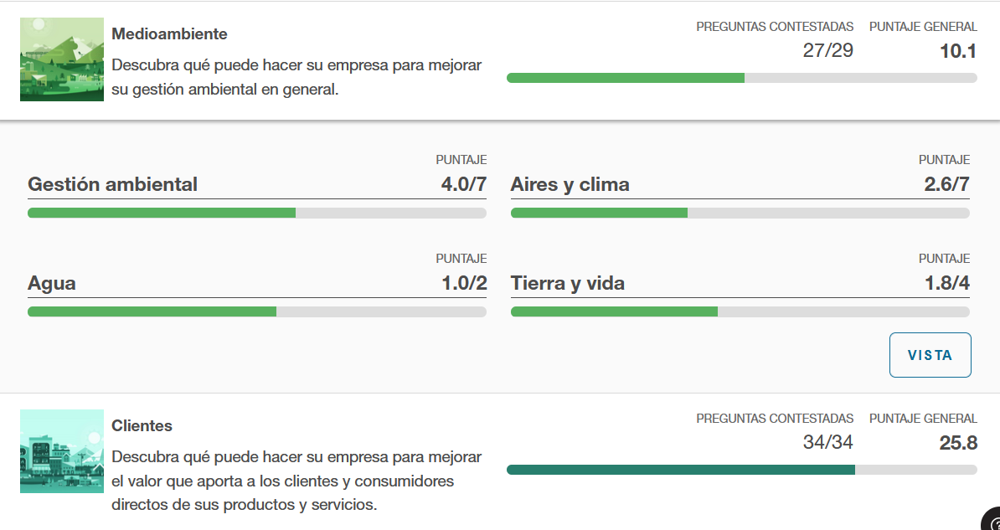 Medioambiente
Descubra qué puede hacer su empresa para mejorar
su gestión ambiental en general.
PREGUNTAS CONTESTADAS
27/29
PUNTAJE GENERAL
10.1
PUNTAJE
Gestión ambiental 4.0/7
PUNTAJE
Aires y clima 2.6/7
PUNTAJE
Agua 1.0/2
PUNTAJE
Tierra y vida 1.8/4
VISTA
Clientes
Descubra qué puede hacer su empresa para mejorar
el valor que aporta a los clientes y consumidores
directos de sus productos y servicios.
PREGUNTAS CONTESTADAS
34/34
PUNTAJE GENERAL
25.8